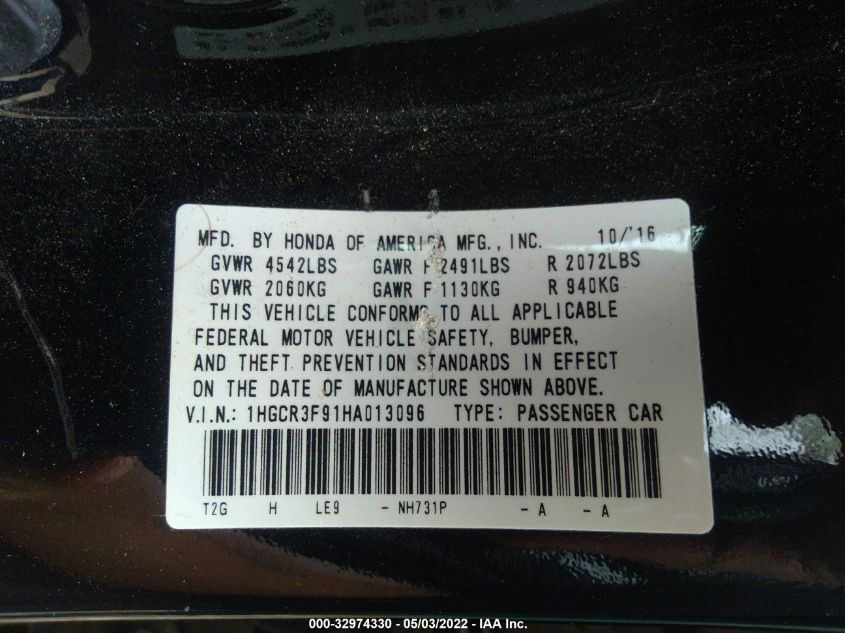 MFD. BY HONDA OF AMERICA MFG., INC. 10/'16
GVWR 4542LBS GAWR F 2491LBS R 2072LBS
GVWR 2060KG GAWR F 1130KG R 940KG
THIS VEHICLE CONFORMS TO ALL APPLICABLE
FEDERAL MOTOR VEHICLE SAFETY, BUMPER,
AND THEFT PREVENTION STANDARDS IN EFFECT
ON THE DATE OF MANUFACTURE SHOWN ABOVE.
V.I.N.: 1HGCR3F91HA013096 TYPE: PASSENGER CAR
T2G H LE9 - NH731P - A - A
000-32974330 - 05/03/2022 - IAA Inc.